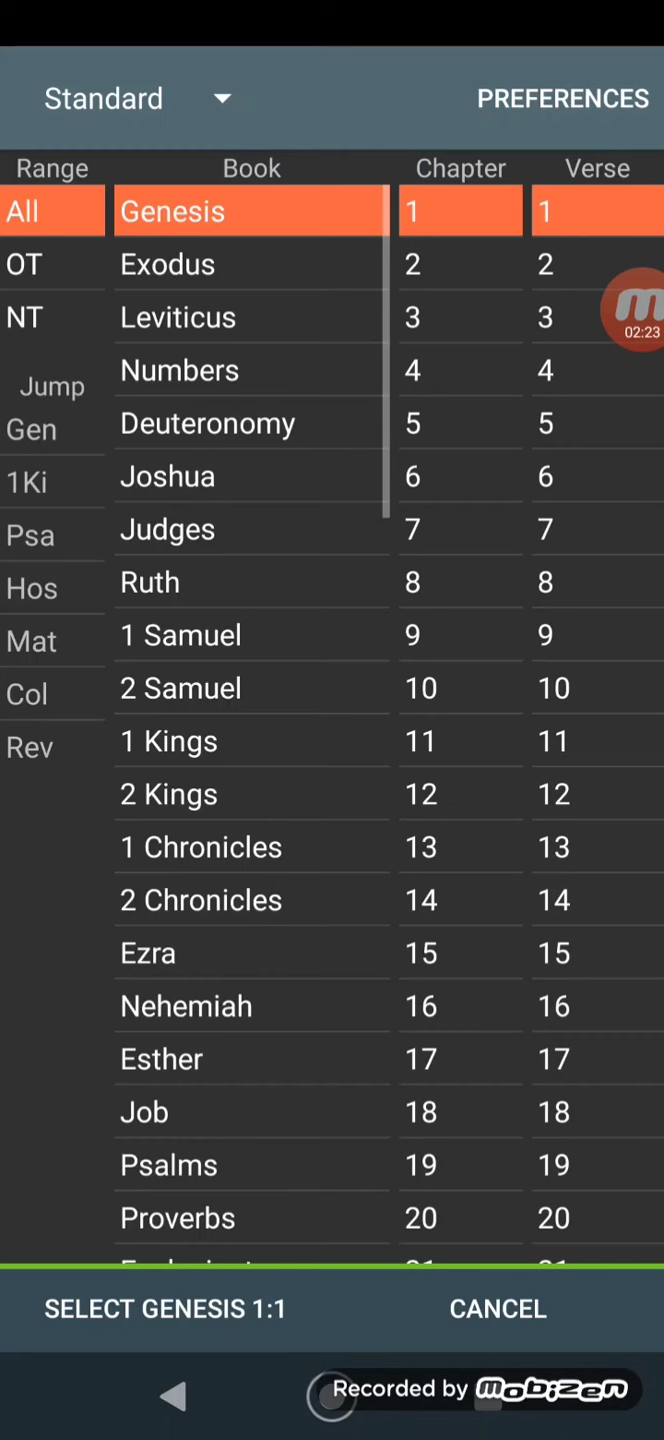 Standard PREFERENCES
Range Book Chapter Verse
All Genesis 1 1
OT Exodus 2 2
NT Leviticus 3 3
02:23
Numbers 4 4
Jump
Deuteronomy 5 5
Gen
Joshua 6 6
1Ki
Judges 7 7
Psa
Ruth 8 8
Hos
1 Samuel 9 9
Mat
2 Samuel 10 10
Col
1 Kings 11 11
Rev
2 Kings 12 12
1 Chronicles 13 13
2 Chronicles 14 14
Ezra 15 15
Nehemiah 16 16
Esther 17 17
Job 18 18
Psalms 19 19
Proverbs 20 20
SELECT GENESIS 1:1 CANCEL
Recorded by mobizen